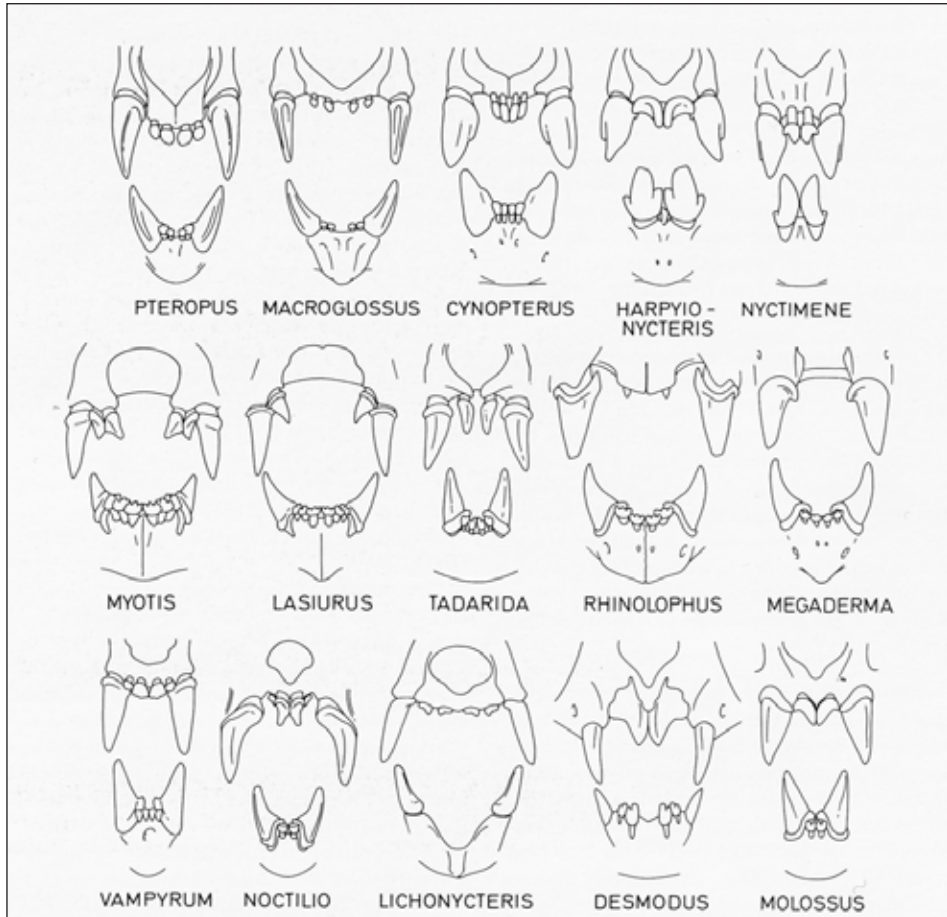 PTEROPUS MACROGLOSSUS CYNOPTERUS HARPYIO- NYCTIMENE
NYCTERIS
MYOTIS LASIURUS TADARIDA RHINOLOPHUS MEGADERMA
VAMPYRUM NOCTILIO LICHONYCTERIS DESMODUS MOLOSSUS